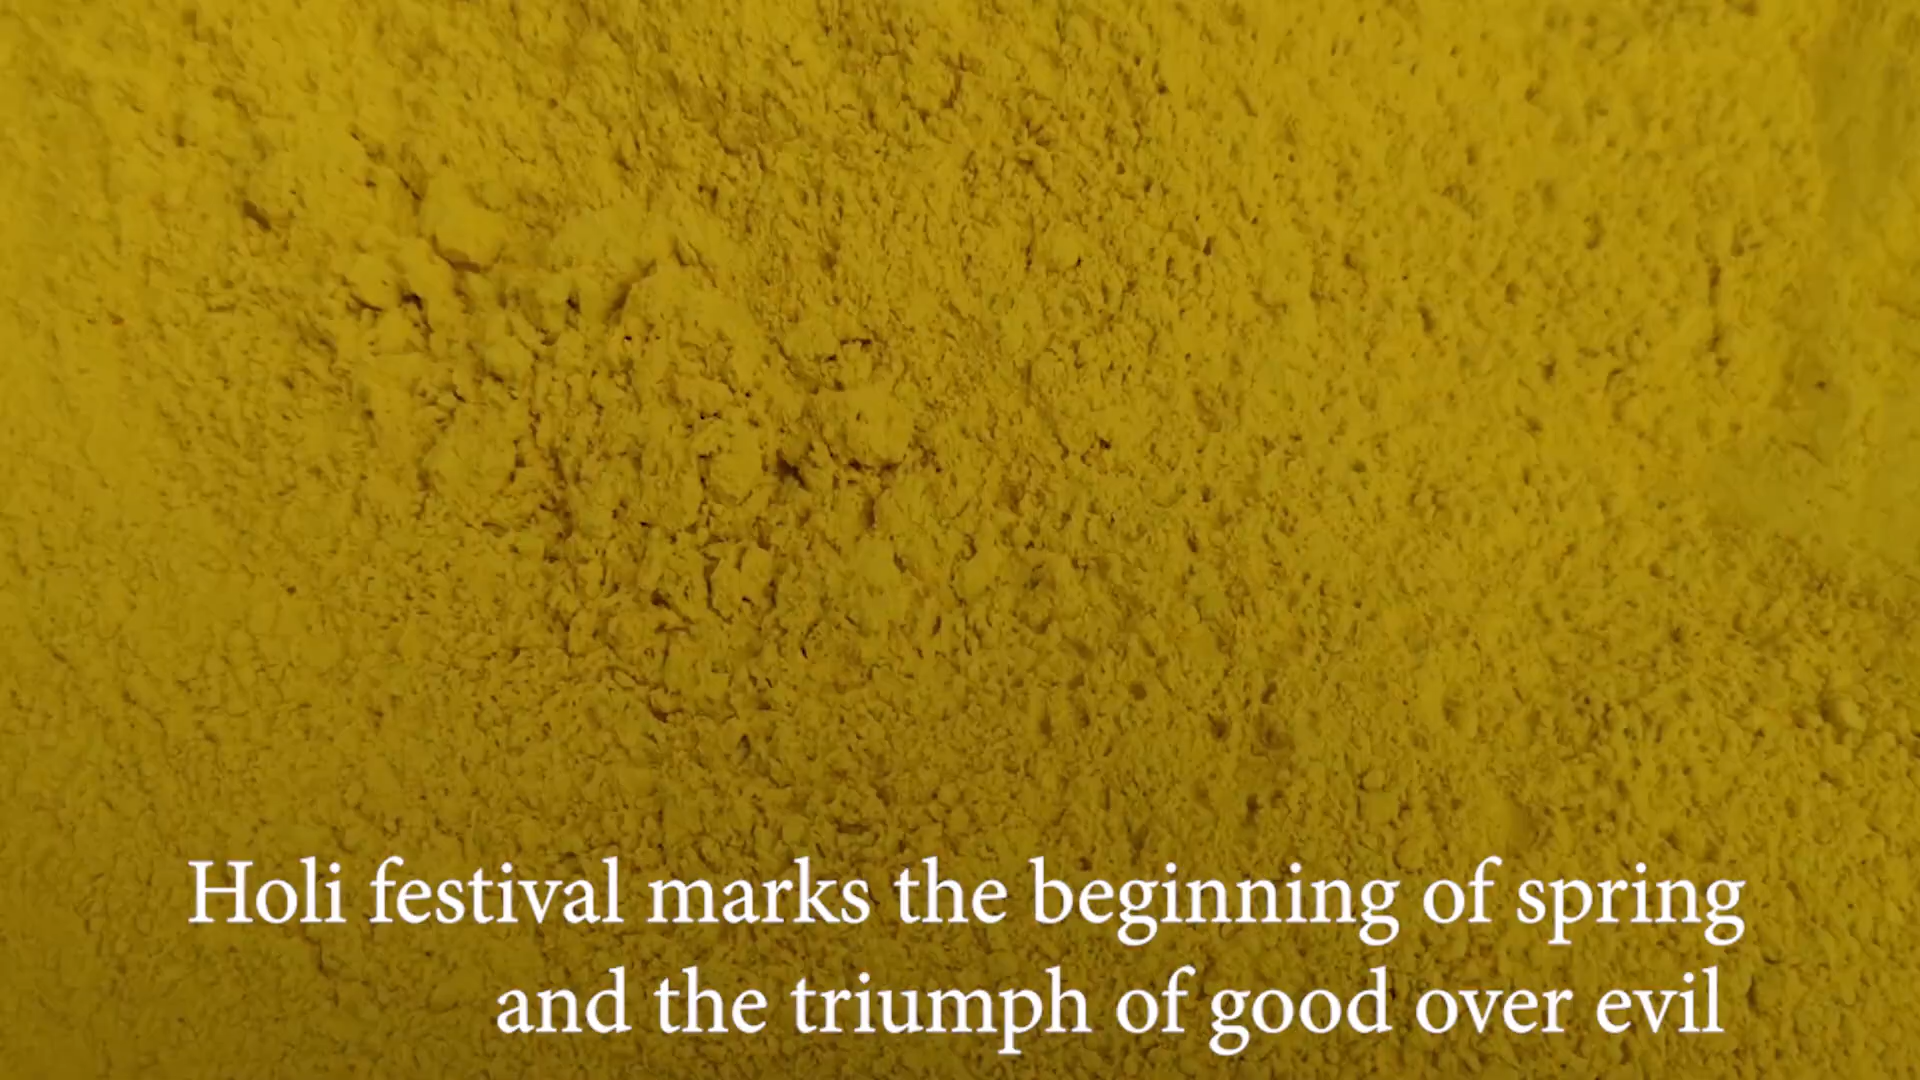 Holi festival marks the beginning of spring
and the triumph of good over evil